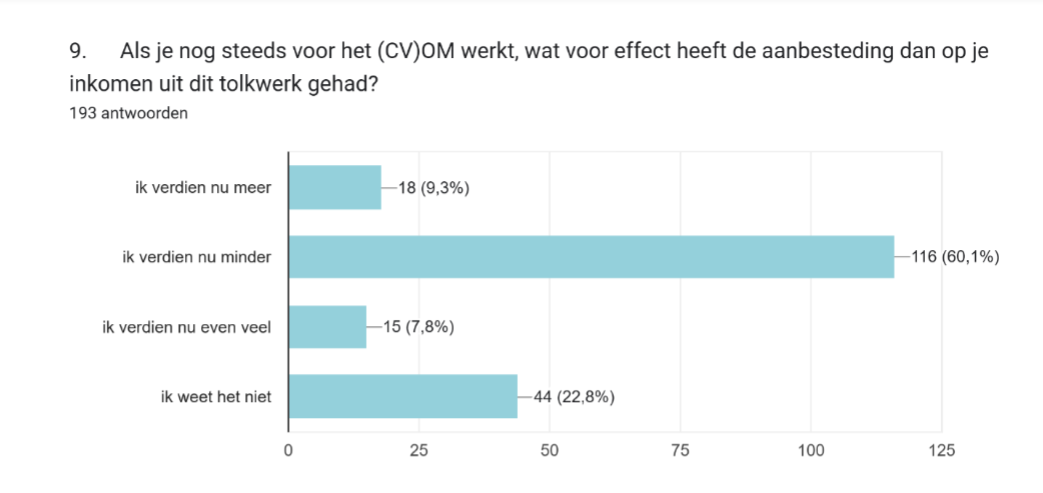 9. Als je nog steeds voor het (CV)OM werkt, wat voor effect heeft de aanbesteding dan op je
inkomen uit dit tolkwerk gehad?
193 antwoorden
ik verdien nu meer
18 (9,3%)
ik verdien nu minder
116 (60,1%)
ik verdien nu even veel
15 (7,8%)
ik weet het niet
44 (22,8%)
0 25 50 75 100 125